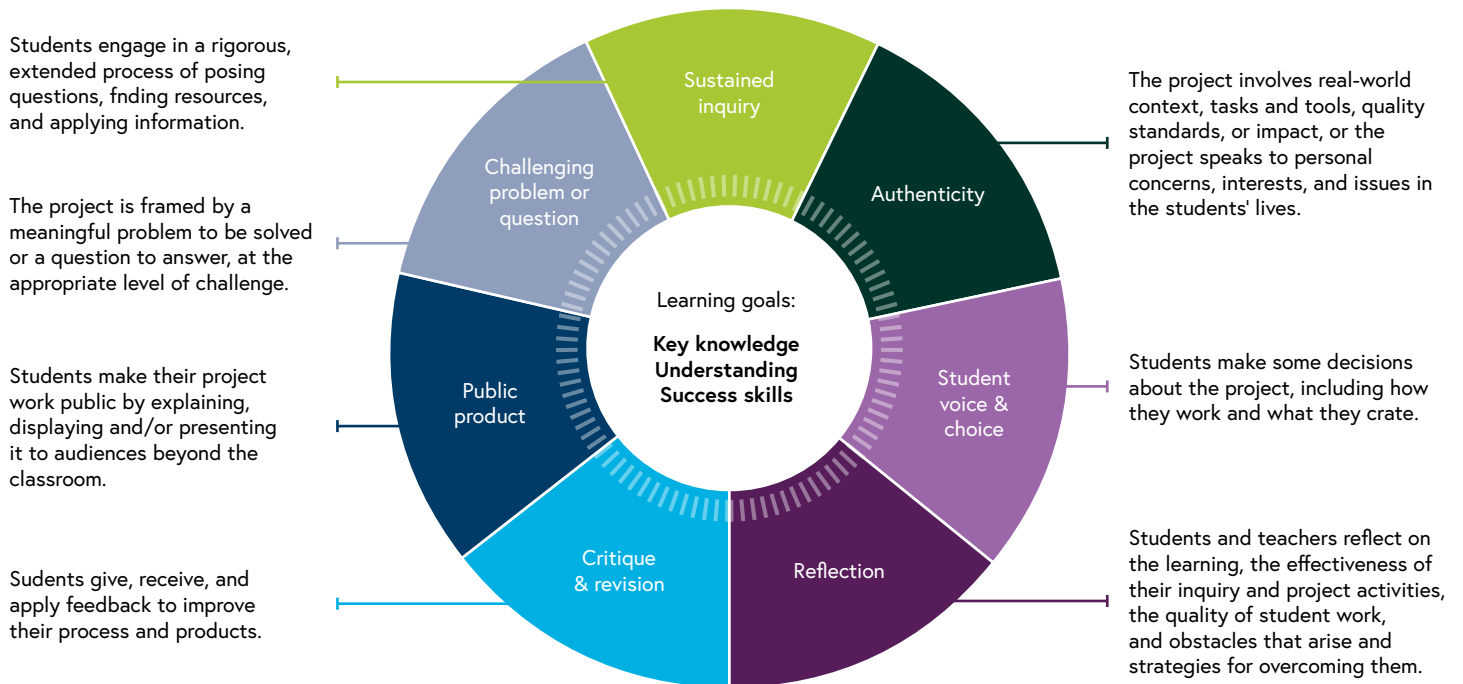 Students engage in a rigorous,
extended process of posing
questions, fnding resources,
and applying information.
The project is framed by a
meaningful problem to be solved
or a question to answer, at the
appropriate level of challenge.
Students make their project
work public by explaining,
displaying and/or presenting
it to audiences beyond the
classroom.
Sudents give, receive, and
apply feedback to improve
their process and products.
Sustained
inquiry
Challenging
problem or
question
Authenticity
Learning goals:
Key knowledge
Understanding
Success skills
Public
product
Student
voice &
choice
Critique
& revision
Reflection
The project involves real-world
context, tasks and tools, quality
standards, or impact, or the
project speaks to personal
concerns, interests, and issues in
the students' lives.
Students make some decisions
about the project, including how
they work and what they crate.
Students and teachers reflect on
the learning, the effectiveness of
their inquiry and project activities,
the quality of student work,
and obstacles that arise and
strategies for overcoming them.